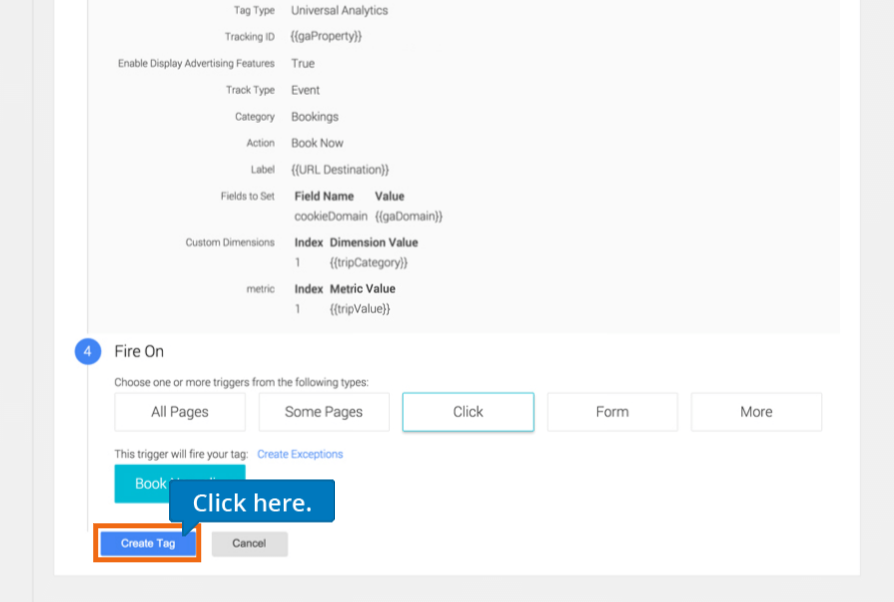 Tag Type Universal Analytics
Tracking ID {{gaProperty}}
Enable Display Advertising Features True
Track Type Event
Category Bookings
Action Book Now
Label {{URL Destination}}
Fields to Set Field Name Value
cookieDomain {{gaDomain}}
Custom Dimensions Index Dimension Value
1 {{tripCategory}}
metric Index Metric Value
1 {{tripValue}}
4 Fire On
Choose one or more triggers from the following types:
All Pages Some Pages Click Form More
This trigger will fire your tag: Create Exceptions
Book
Click here.
Create Tag Cancel